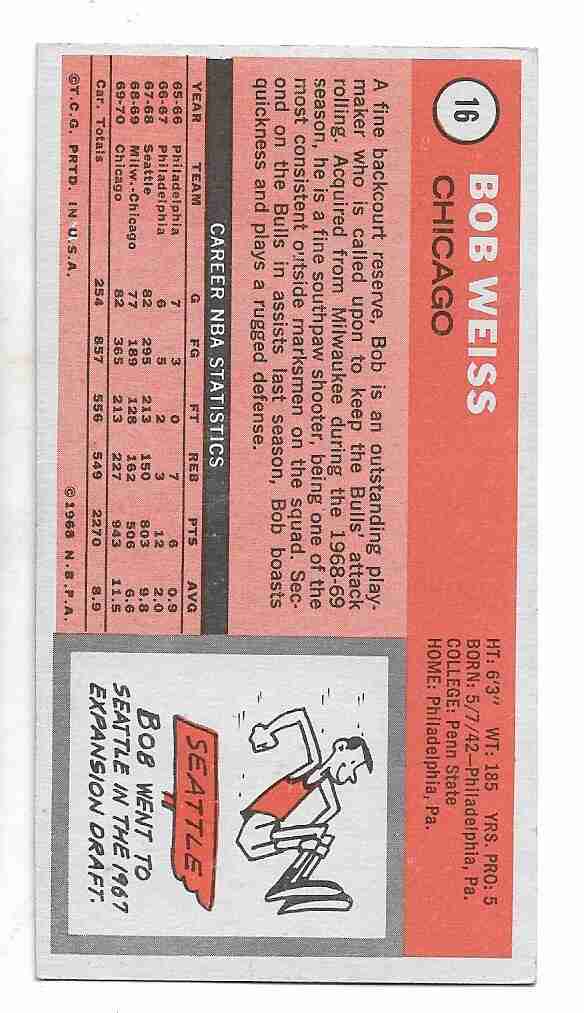 16
BOB WEISS
CHICAGO
HT: 6'3" WT: 185 YRS. PRO: 5
BORN: 5/7/42—Philadelphia, Pa.
COLLEGE: Penn State
HOME: Philadelphia, Pa.
A fine backcourt reserve, Bob is an outstanding play-
maker who is called upon to keep the Bulls' attack
rolling. Acquired from Milwaukee during the 1968-69
season, he is a fine southpaw shooter, being one of the
most consistent outside marksmen on the squad. Sec-
ond on the Bulls in assists last season, Bob boasts
quickness and plays a rugged defense.
CAREER NBA STATISTICS
YEAR TEAM G FG FT REB PTS AVG
65-66 Philadelphia 7 3 0 7 6 0.9
66-67 Philadelphia 6 5 2 3 12 2.0
67-68 Seattle 82 295 213 150 803 9.8
68-69 Milw.-Chicago 77 189 128 162 506 6.6
69-70 Chicago 82 365 213 227 943 11.5
Car. Totals 254 857 556 549 2270 8.9
©T.C.G. PRTD. IN U.S.A. ©1968 N.B.P.A.
SEATTLE
BOB WENT TO
SEATTLE IN THE 1967
EXPANSION DRAFT.